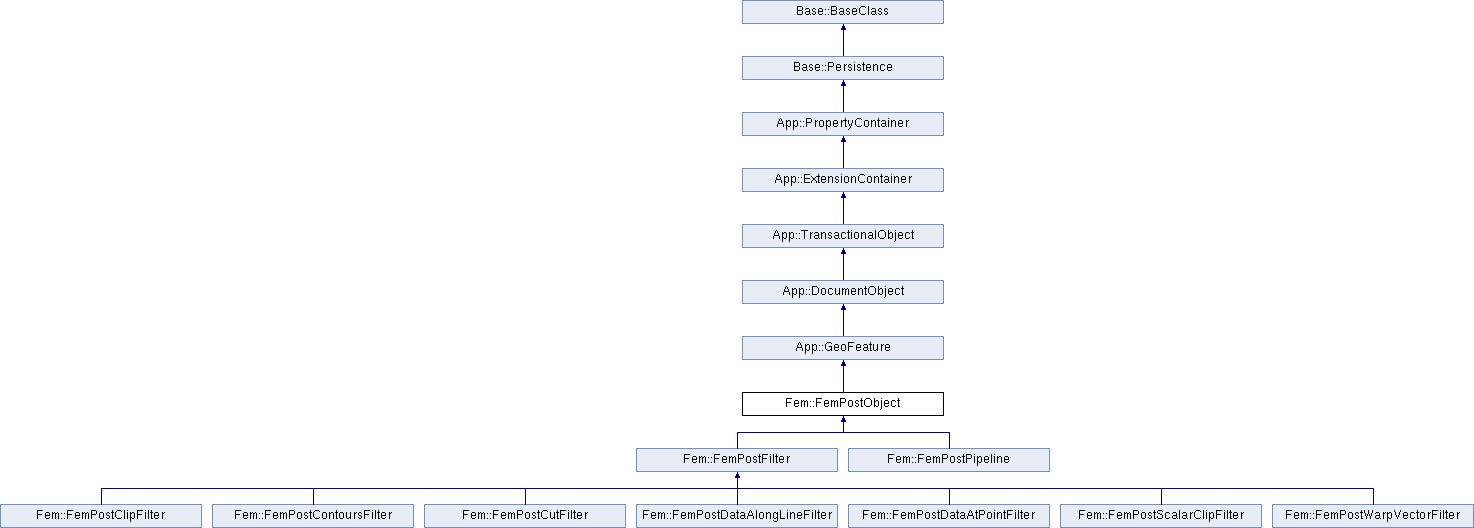 Base::BaseClass
Base::Persistence
App::PropertyContainer
App::ExtensionContainer
App::TransactionalObject
App::DocumentObject
App::GeoFeature
Fem::FemPostObject
Fem::FemPostFilter
Fem::FemPostPipeline
Fem::FemPostClipFilter
Fem::FemPostContoursFilter
Fem::FemPostCutFilter
Fem::FemPostDataAlongLineFilter
Fem::FemPostDataAtPointFilter
Fem::FemPostScalarClipFilter
Fem::FemPostWarpVectorFilter